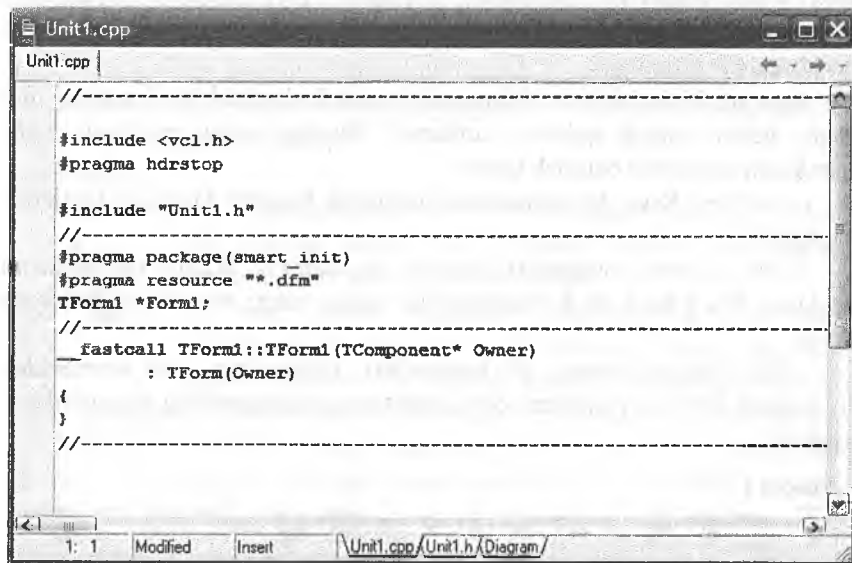 Unit1.cpp
Unit1.cpp
//---------------------------------------------------------------------------
#include <vcl.h>
#pragma hdrstop
#include "Unit1.h"
//---------------------------------------------------------------------------
#pragma package(smart_init)
#pragma resource "*.dfm"
TForm1 *Form1;
//---------------------------------------------------------------------------
__fastcall TForm1::TForm1(TComponent* Owner)
: TForm(Owner)
{
}
//---------------------------------------------------------------------------
1: 1 Modified Insert \Unit1.cpp/Unit1.h/Diagram/